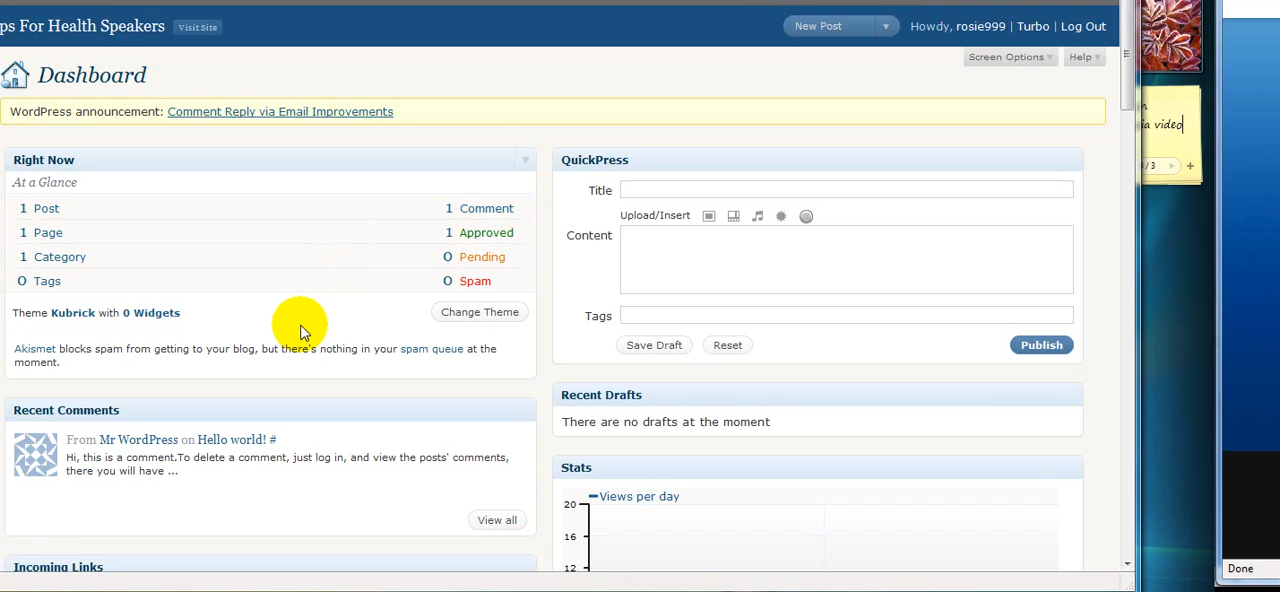 ps For Health Speakers Visit Site New Post Howdy, rosie999 | Turbo | Log Out
Screen Options Help
Dashboard
WordPress announcement: Comment Reply via Email Improvements
Right Now
At a Glance
1 Post 1 Comment
1 Page 1 Approved
1 Category 0 Pending
0 Tags 0 Spam
Theme Kubrick with 0 Widgets Change Theme
Akismet blocks spam from getting to your blog, but there's nothing in your spam queue at the
moment.
Recent Comments
From Mr WordPress on Hello world! #
Hi, this is a comment.To delete a comment, just log in, and view the posts' comments,
there you will have ...
View all
Incoming Links
QuickPress
Title
Upload/Insert
Content
Tags
Save Draft Reset Publish
Recent Drafts
There are no drafts at the moment
Stats
Views per day
20
16
12
ia video
/3 +
Done